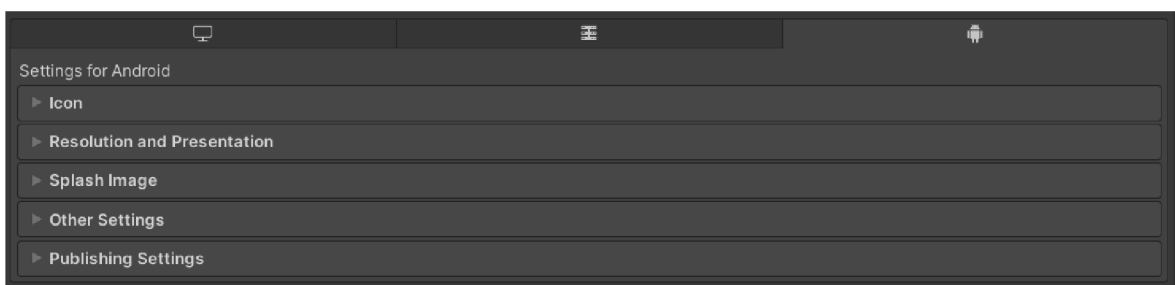 Settings for Android
Icon
Resolution and Presentation
Splash Image
Other Settings
Publishing Settings